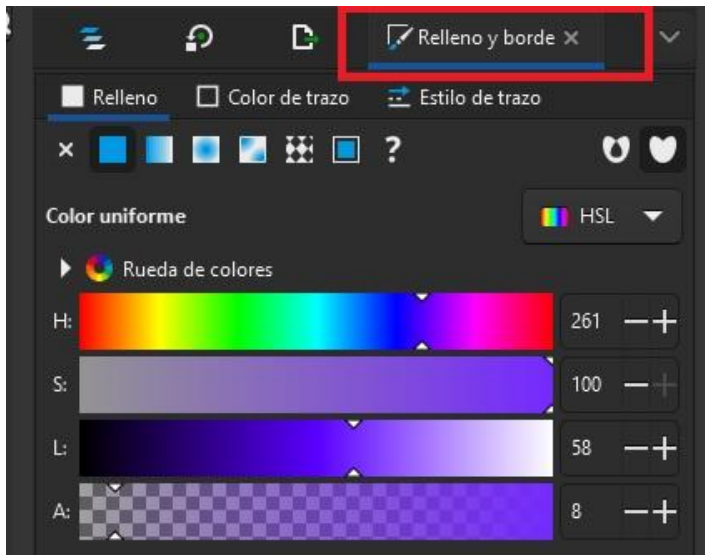 Relleno y borde ×
Relleno Color de trazo Estilo de trazo
× ?
Color uniforme HSL
Rueda de colores
H: 261 − +
S: 100 − +
L: 58 − +
A: 8 − +